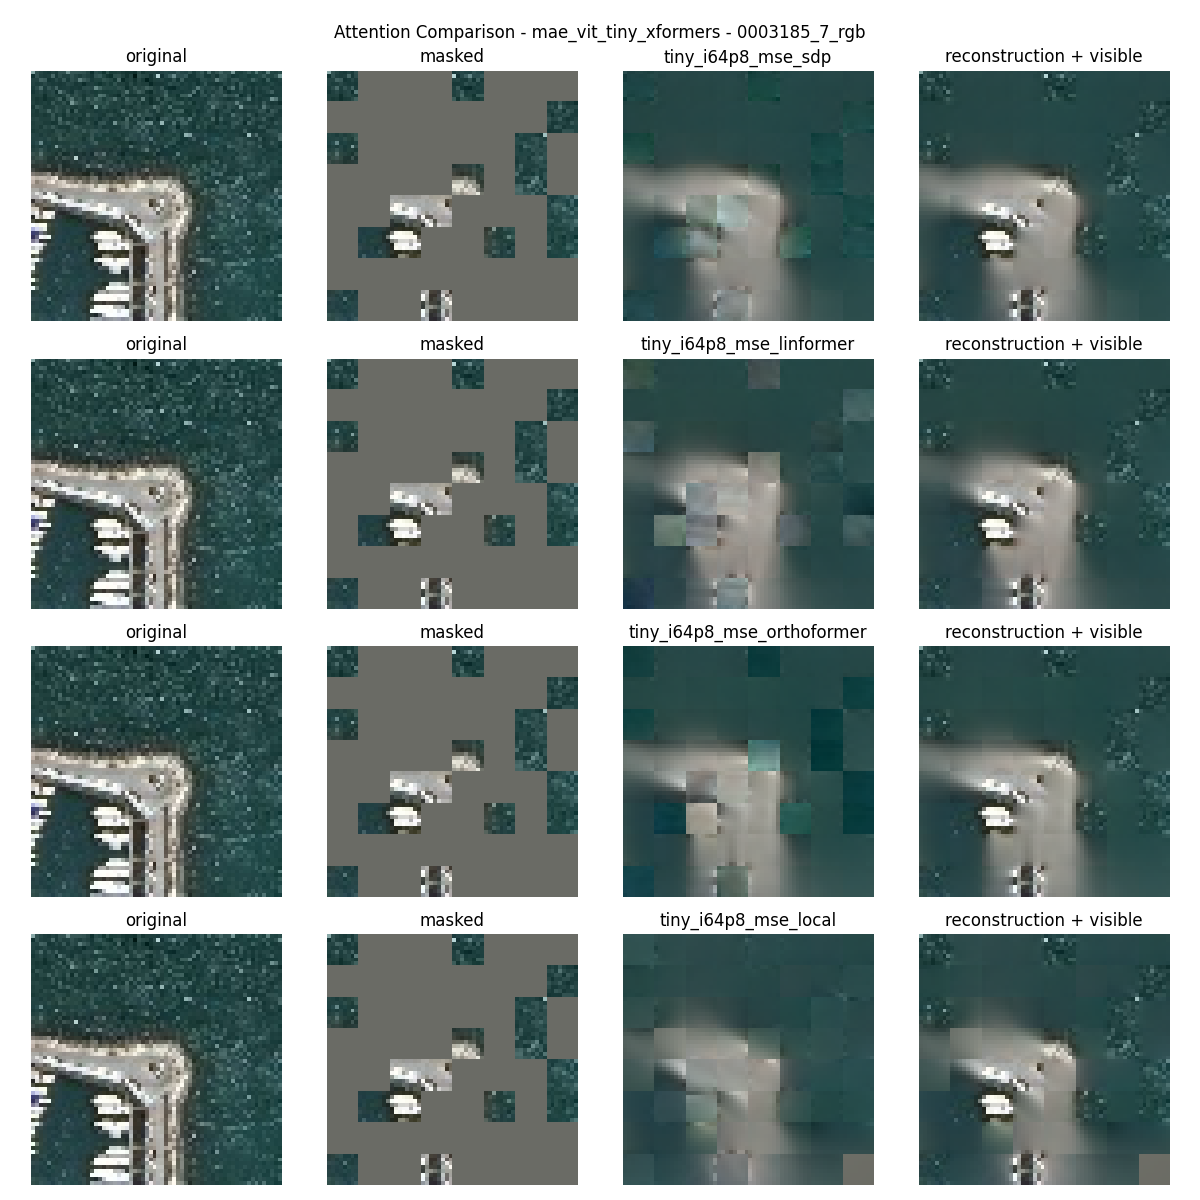 Attention Comparison - mae_vit_tiny_xformers - 0003185_7_rgb
original masked tiny_i64p8_mse_sdp reconstruction + visible
original masked tiny_i64p8_mse_linformer reconstruction + visible
original masked tiny_i64p8_mse_orthoformer reconstruction + visible
original masked tiny_i64p8_mse_local reconstruction + visible